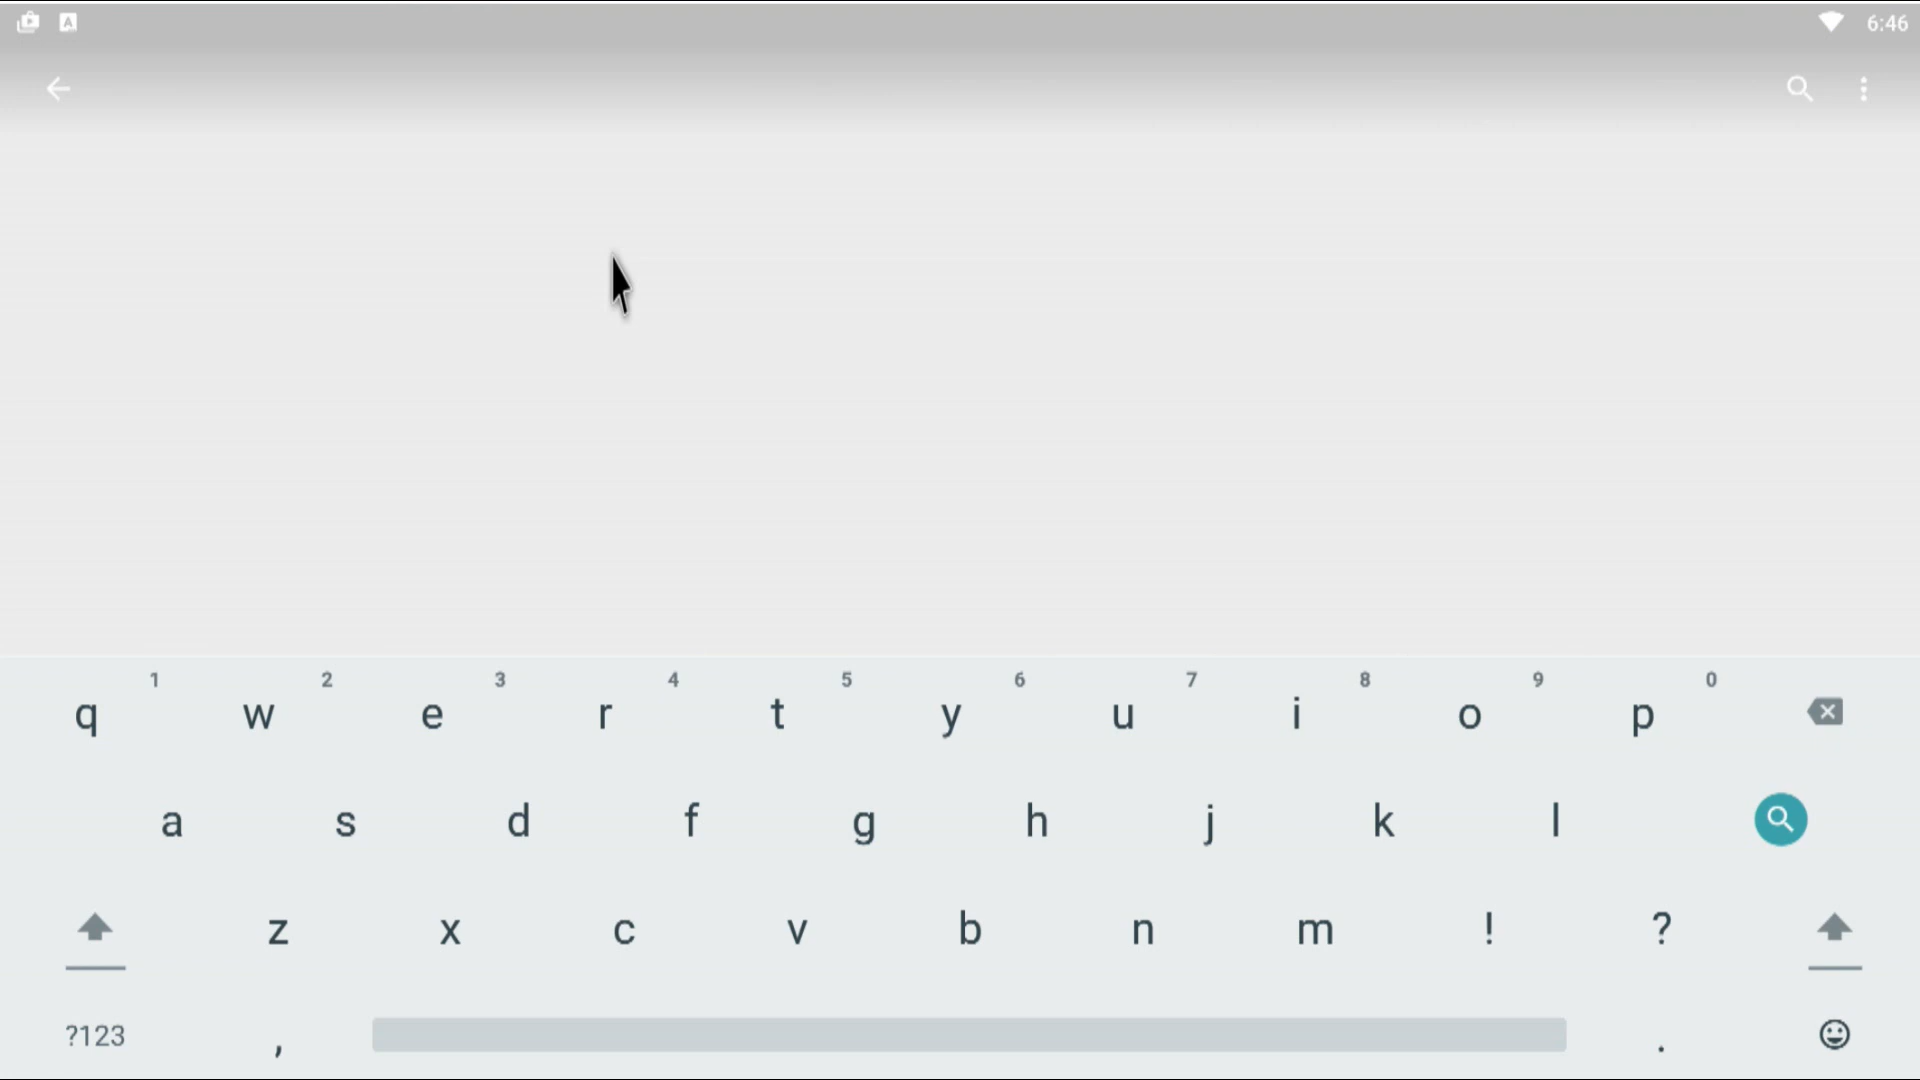 A
6:46
1 2 3 4 5 6 7 8 9 0
q w e r t y u i o p
a s d f g h j k l
z x c v b n m ! ?
?123 , .